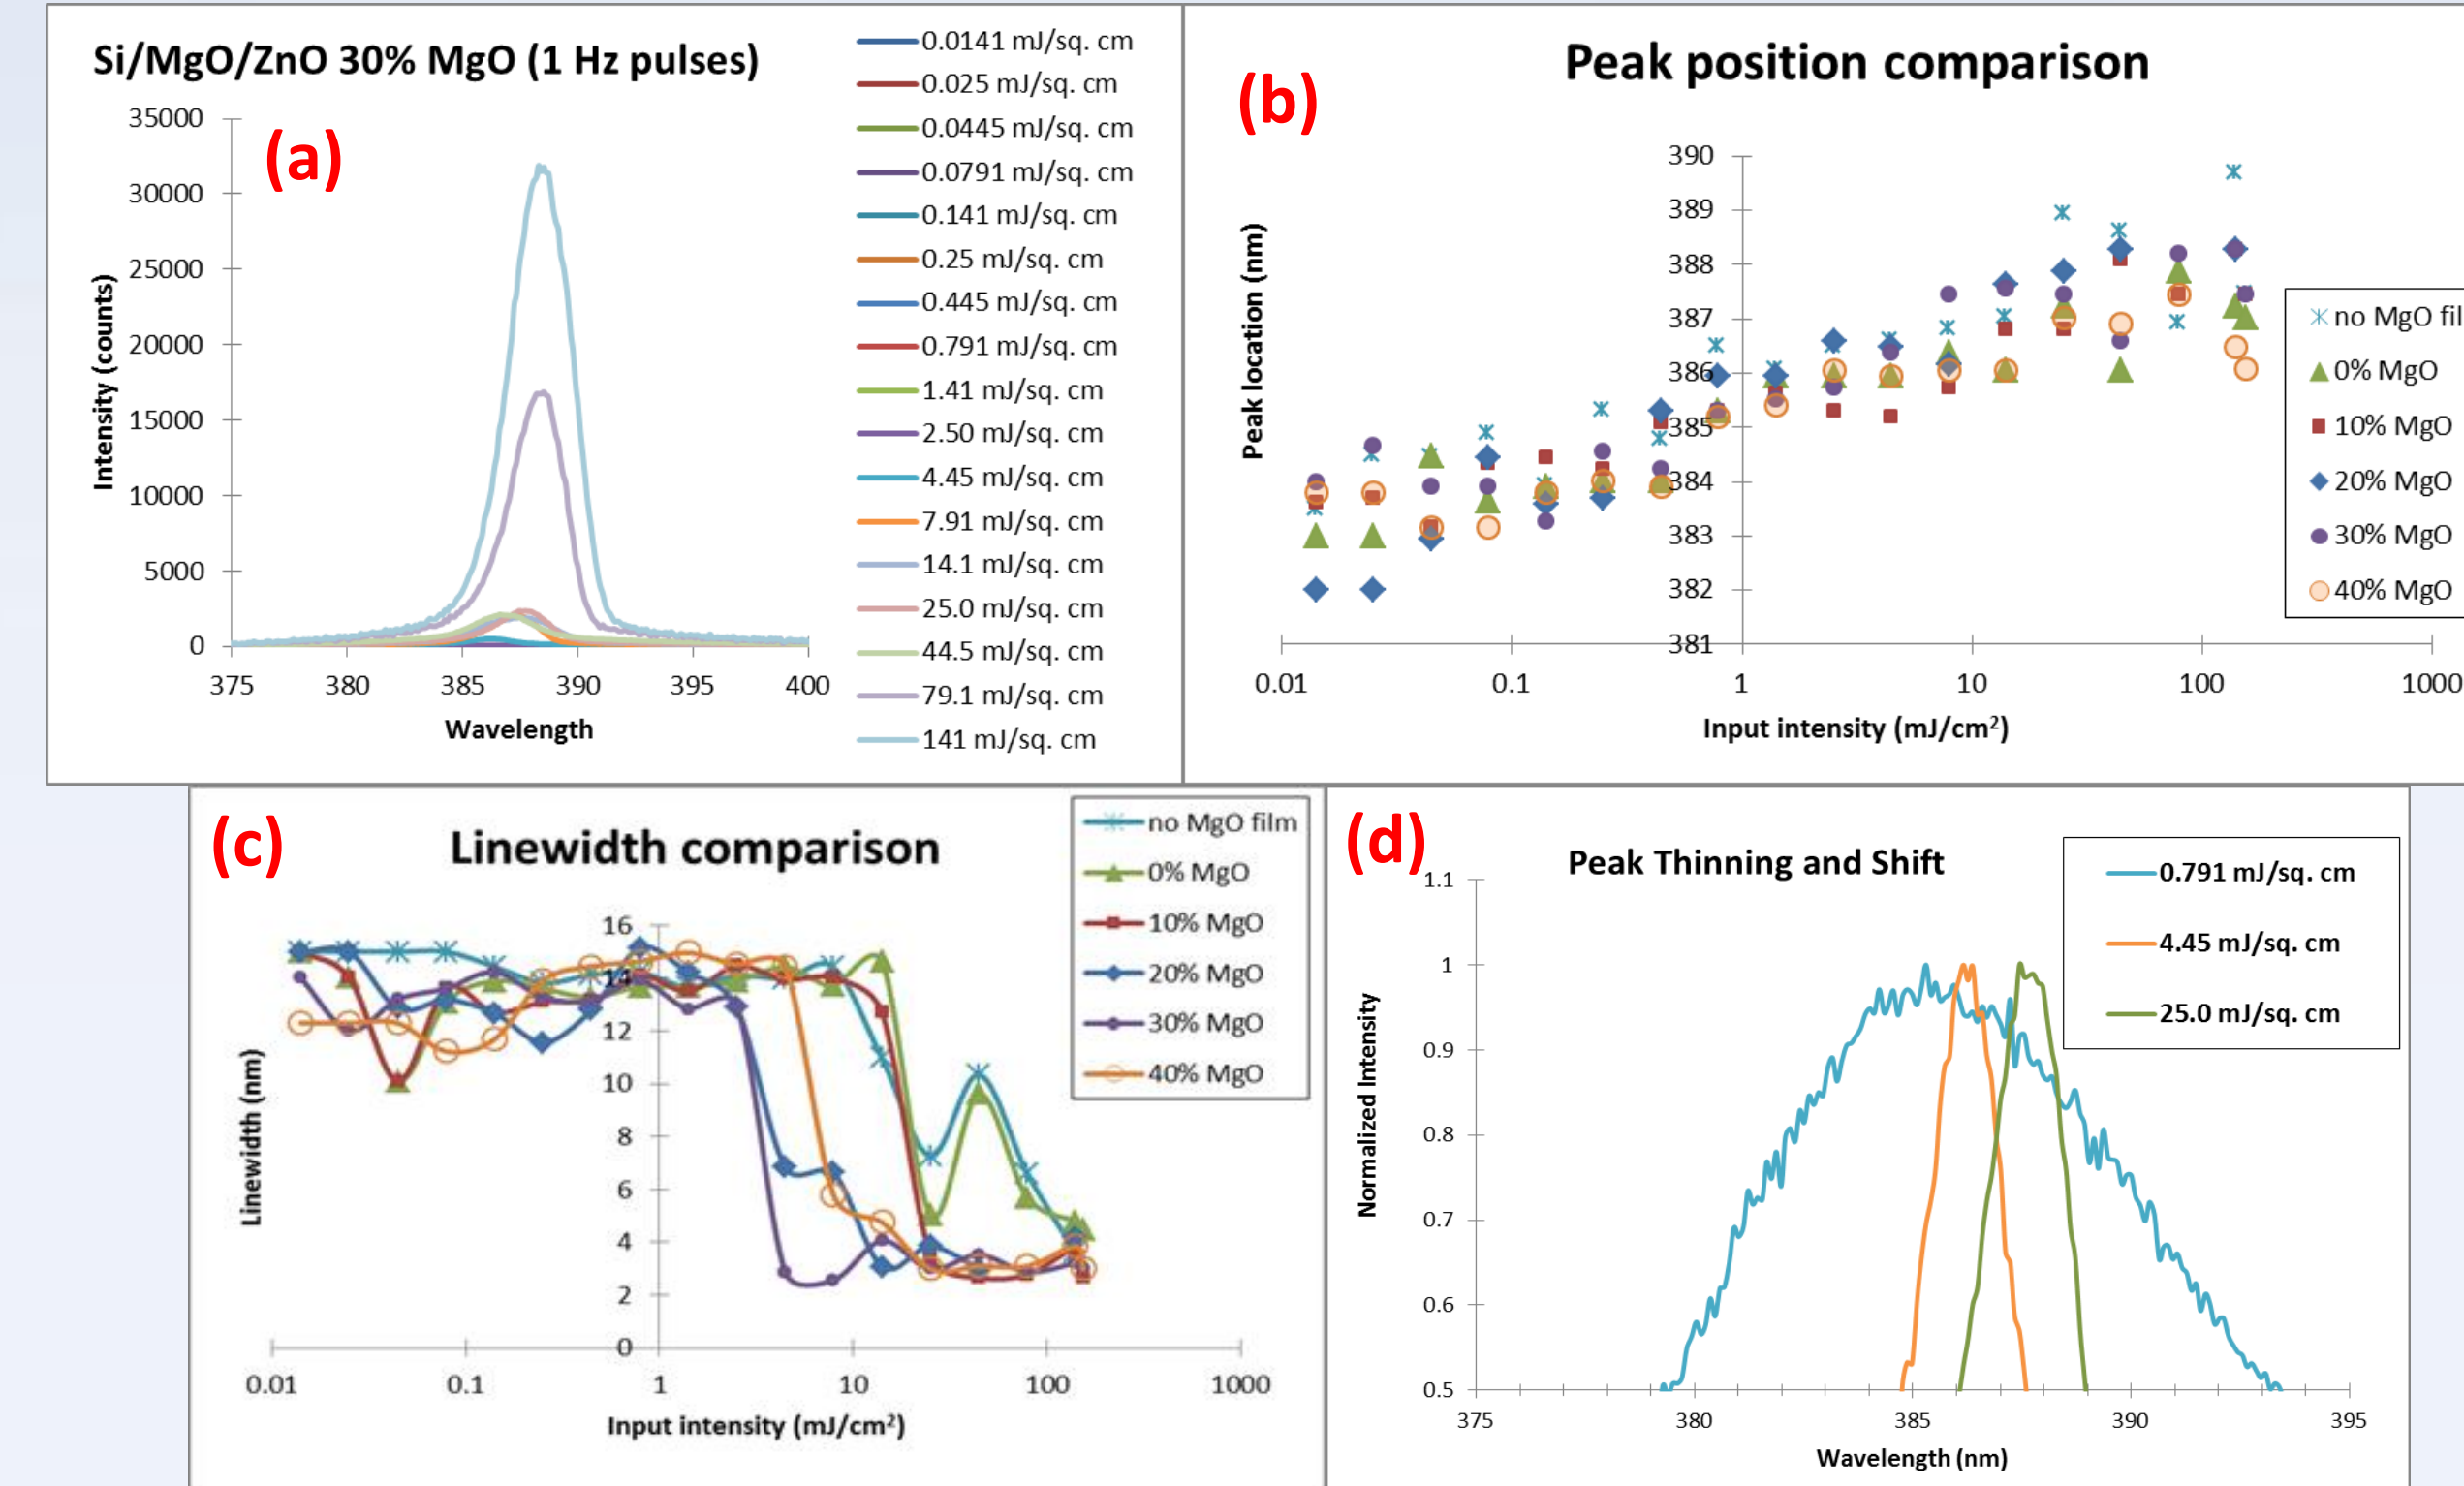 Si/MgO/ZnO 30% MgO (1 Hz pulses)
(a)
35000
30000
25000
20000
15000
10000
5000
0
Intensity (counts)
375 380 385 390 395 400
Wavelength
0.0141 mJ/sq. cm
0.025 mJ/sq. cm
0.0445 mJ/sq. cm
0.0791 mJ/sq. cm
0.141 mJ/sq. cm
0.25 mJ/sq. cm
0.445 mJ/sq. cm
0.791 mJ/sq. cm
1.41 mJ/sq. cm
2.50 mJ/sq. cm
4.45 mJ/sq. cm
7.91 mJ/sq. cm
14.1 mJ/sq. cm
25.0 mJ/sq. cm
44.5 mJ/sq. cm
79.1 mJ/sq. cm
141 mJ/sq. cm
(b)
Peak position comparison
390
389
388
387
386
385
384
383
382
381
Peak location (nm)
0.01 0.1 1 10 100 1000
Input intensity (mJ/cm²)
no MgO fil
0% MgO
10% MgO
20% MgO
30% MgO
40% MgO
(c)
Linewidth comparison
16
14
12
10
8
6
4
2
0
Linewidth (nm)
0.01 0.1 1 10 100 1000
Input intensity (mJ/cm²)
no MgO film
0% MgO
10% MgO
20% MgO
30% MgO
40% MgO
(d)
Peak Thinning and Shift
1.1
1
0.9
0.8
0.7
0.6
0.5
Normalized Intensity
375 380 385 390 395
Wavelength (nm)
0.791 mJ/sq. cm
4.45 mJ/sq. cm
25.0 mJ/sq. cm